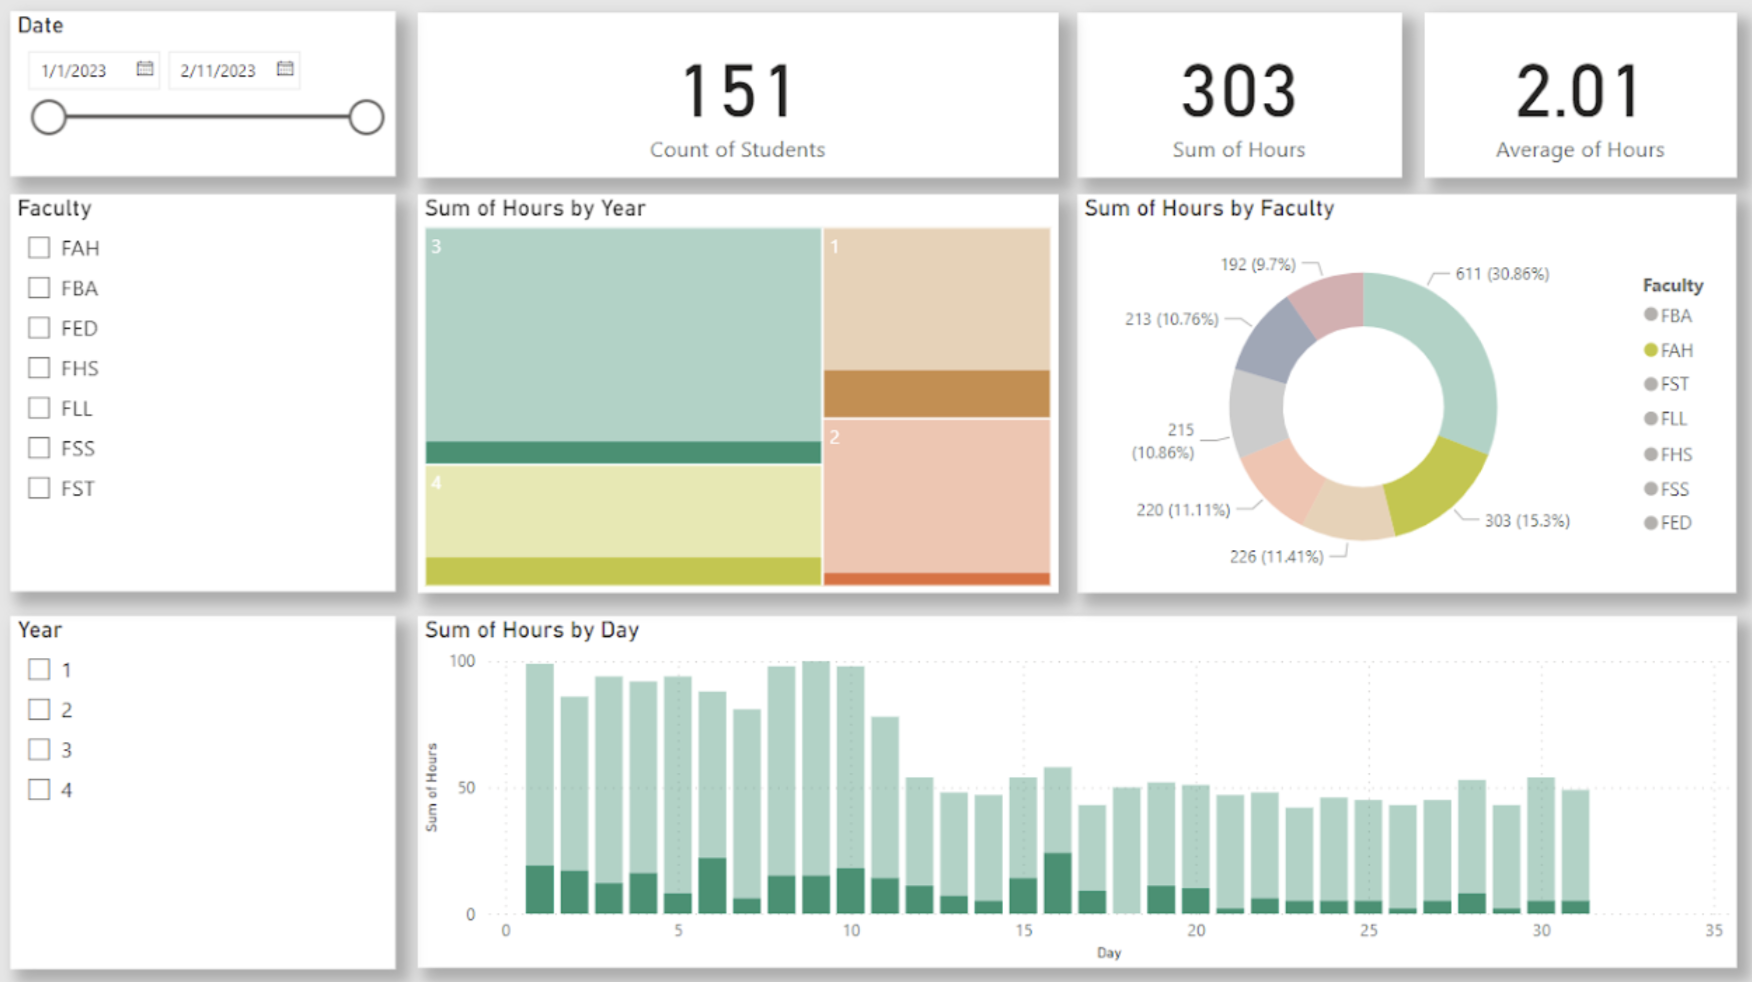 Date
1/1/2023
2/11/2023
151
Count of Students
303
Sum of Hours
2.01
Average of Hours
Faculty
FAH
FBA
FED
FHS
FLL
FSS
FST
Sum of Hours by Year
3
1
4
2
Sum of Hours by Faculty
192 (9.7%)
611 (30.86%)
213 (10.76%)
215
(10.86%)
220 (11.11%)
226 (11.41%)
303 (15.3%)
Faculty
FBA
FAH
FST
FLL
FHS
FSS
FED
Year
1
2
3
4
Sum of Hours by Day
Sum of Hours
100
50
0
0 5 10 15 20 25 30 35
Day